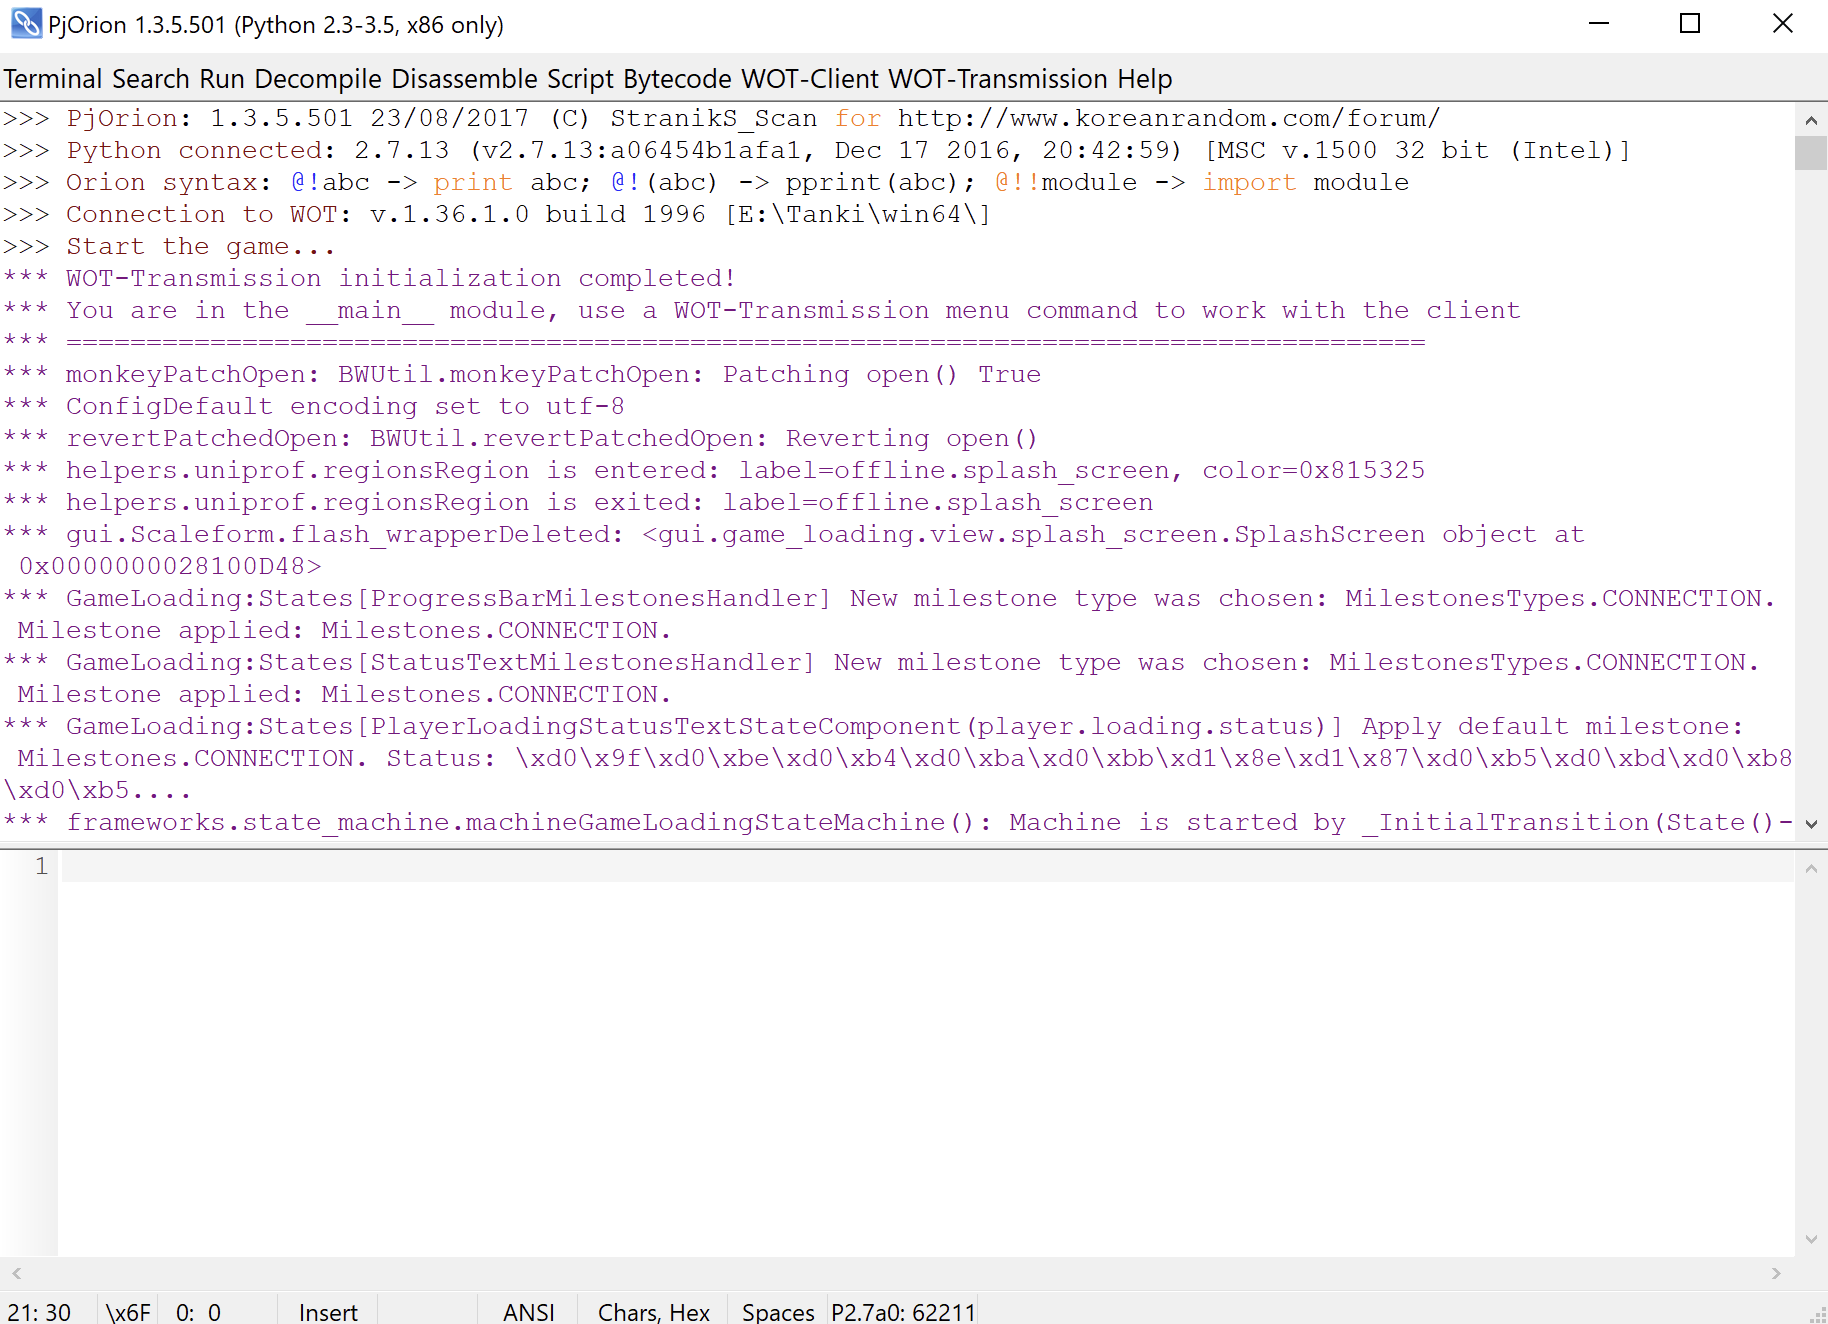 PjOrion 1.3.5.501 (Python 2.3-3.5, x86 only)
Terminal Search Run Decompile Disassemble Script Bytecode WOT-Client WOT-Transmission Help
>>> PjOrion: 1.3.5.501 23/08/2017 (C) StranikS_Scan for http://www.koreanrandom.com/forum/
>>> Python connected: 2.7.13 (v2.7.13:a06454b1afa1, Dec 17 2016, 20:42:59) [MSC v.1500 32 bit (Intel)]
>>> Orion syntax: @!abc -> print abc; @!(abc) -> pprint(abc); @!!module -> import module
>>> Connection to WOT: v.1.36.1.0 build 1996 [E:\Tanki\win64\]
>>> Start the game...
*** WOT-Transmission initialization completed!
*** You are in the __main__ module, use a WOT-Transmission menu command to work with the client
*** =====================================================================================
*** monkeyPatchOpen: BWUtil.monkeyPatchOpen: Patching open() True
*** ConfigDefault encoding set to utf-8
*** revertPatchedOpen: BWUtil.revertPatchedOpen: Reverting open()
*** helpers.uniprof.regionsRegion is entered: label=offline.splash_screen, color=0x815325
*** helpers.uniprof.regionsRegion is exited: label=offline.splash_screen
*** gui.Scaleform.flash_wrapperDeleted: <gui.game_loading.view.splash_screen.SplashScreen object at
0x0000000028100D48>
*** GameLoading:States[ProgressBarMilestonesHandler] New milestone type was chosen: MilestonesTypes.CONNECTION.
Milestone applied: Milestones.CONNECTION.
*** GameLoading:States[StatusTextMilestonesHandler] New milestone type was chosen: MilestonesTypes.CONNECTION.
Milestone applied: Milestones.CONNECTION.
*** GameLoading:States[PlayerLoadingStatusTextStateComponent(player.loading.status)] Apply default milestone:
Milestones.CONNECTION. Status: \xd0\x9f\xd0\xbe\xd0\xb4\xd0\xba\xd0\xbb\xd1\x8e\xd1\x87\xd0\xb5\xd0\xbd\xd0\xb8
\xd0\xb5....
*** frameworks.state_machine.machineGameLoadingStateMachine(): Machine is started by _InitialTransition(State()-
1
21: 30 \x6F 0: 0 Insert ANSI Chars, Hex Spaces P2.7a0: 62211